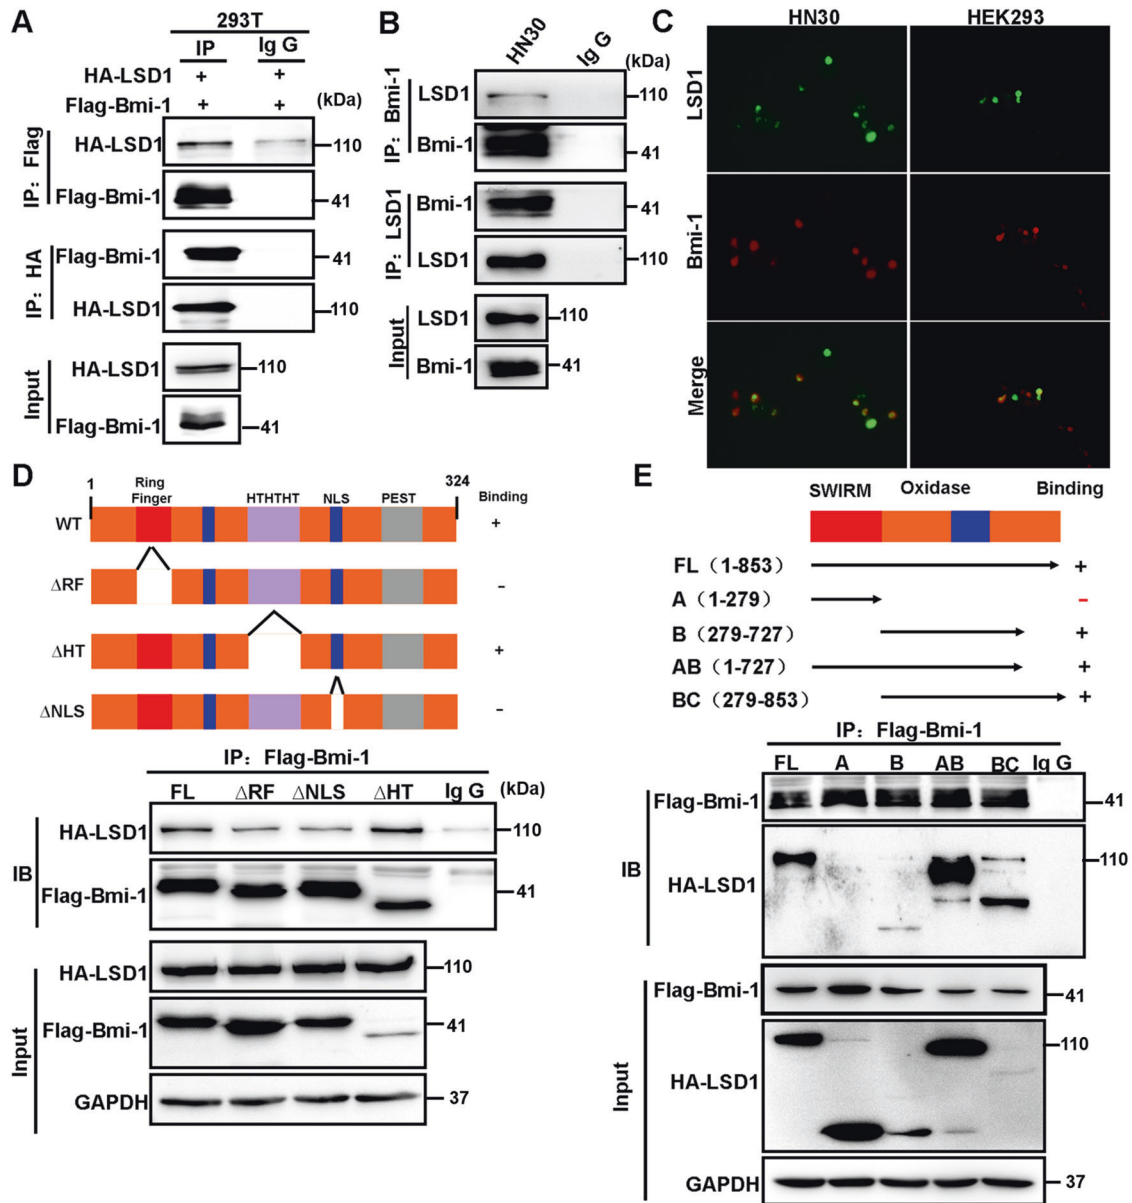 A
293T
IP Ig G
HA-LSD1 + +
Flag-Bmi-1 + + (kDa)
IP: Flag
HA-LSD1 110
Flag-Bmi-1 41
IP: HA
Flag-Bmi-1 41
HA-LSD1 110
Input
HA-LSD1 110
Flag-Bmi-1 41
B
HN30 Ig G (kDa)
IP: Bmi-1
LSD1 110
Bmi-1 41
IP: LSD1
Bmi-1 41
LSD1 110
Input
LSD1 110
Bmi-1 41
C
HN30 HEK293
LSD1
Bmi-1
Merge
D
1 Ring Finger HTHTHT NLS PEST 324 Binding
WT +
ΔRF -
ΔHT +
ΔNLS -
IP: Flag-Bmi-1
FL ΔRF ΔNLS ΔHT Ig G (kDa)
IB
HA-LSD1 110
Flag-Bmi-1 41
Input
HA-LSD1 110
Flag-Bmi-1 41
GAPDH 37
E
SWIRM Oxidase Binding
FL (1-853) +
A (1-279) -
B (279-727) +
AB (1-727) +
BC (279-853) +
IP: Flag-Bmi-1
FL A B AB BC Ig G
IB
Flag-Bmi-1 41
HA-LSD1 110
Input
Flag-Bmi-1 41
HA-LSD1 110
GAPDH 37